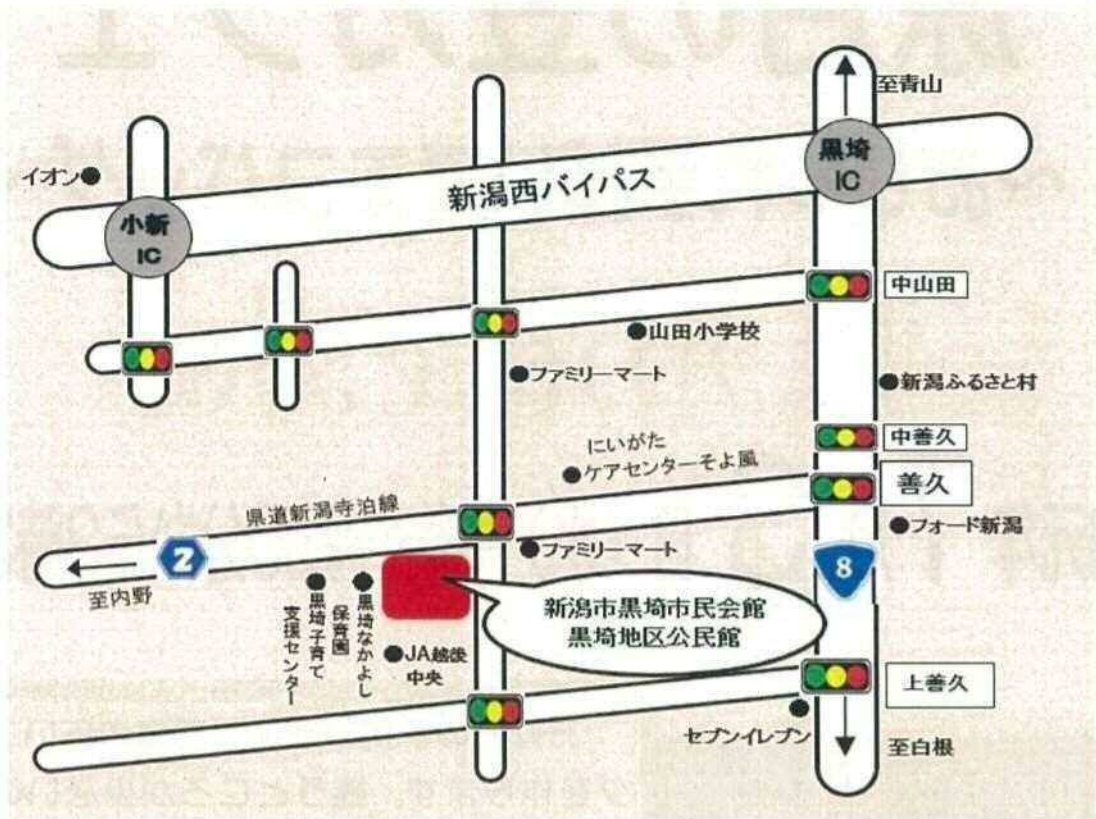 至青山
黒埼
IC
イオン
新潟西バイパス
小新
IC
中山田
山田小学校
ファミリーマート
新潟ふるさと村
中善久
にいがた
ケアセンターそよ風
善久
県道新潟寺泊線
フォード新潟
2
ファミリーマート
8
至内野
新潟市黒埼市民会館
黒埼地区公民館
黒埼なかよし
保育園
黒埼子育て
支援センター
JA越後
中央
上善久
セブンイレブン
至白根